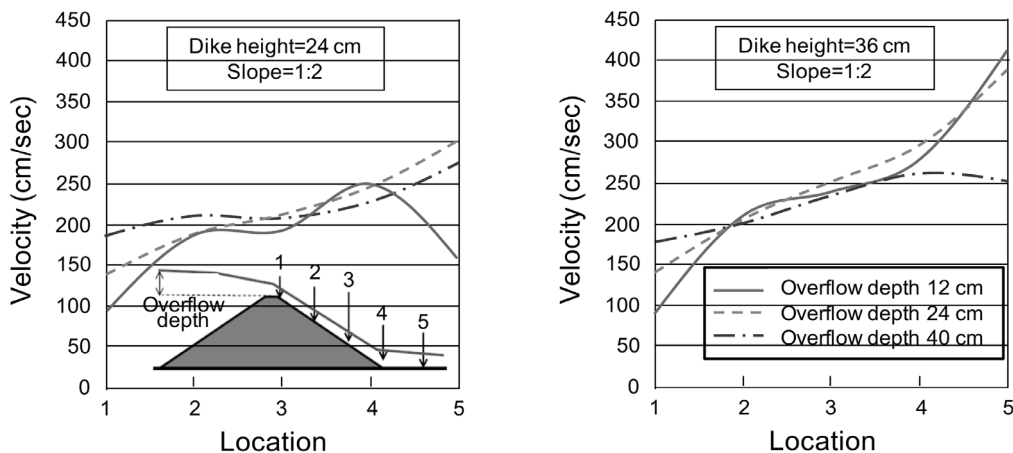 Dike height=24 cm
Slope=1:2
450
400
350
300
250
200
150
100
50
0
Velocity (cm/sec)
Overflow
depth
1
2
3
4
5
1
2
3
4
5
Location
Dike height=36 cm
Slope=1:2
450
400
350
300
250
200
150
100
50
0
Velocity (cm/sec)
Overflow depth 12 cm
Overflow depth 24 cm
Overflow depth 40 cm
1
2
3
4
5
Location